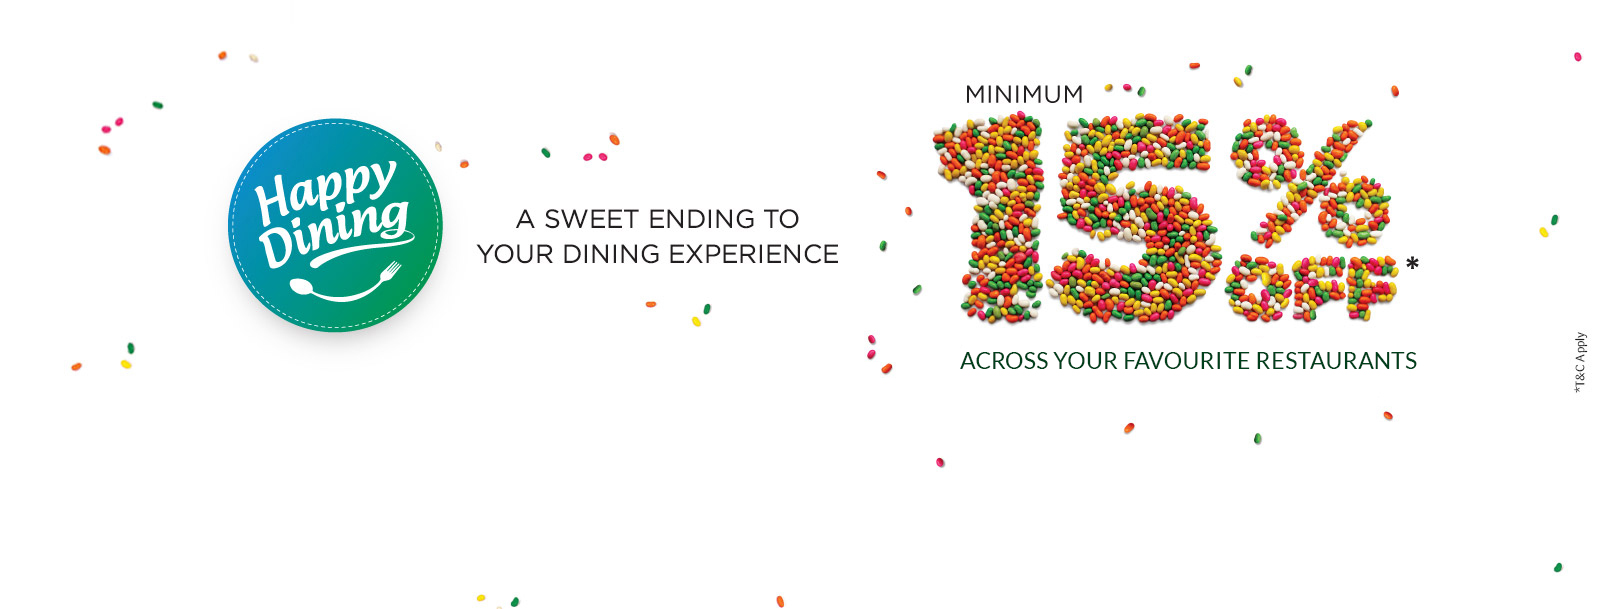 Happy
Dining
A SWEET ENDING TO
YOUR DINING EXPERIENCE
MINIMUM
15%
OFF*
ACROSS YOUR FAVOURITE RESTAURANTS
*T&C Apply